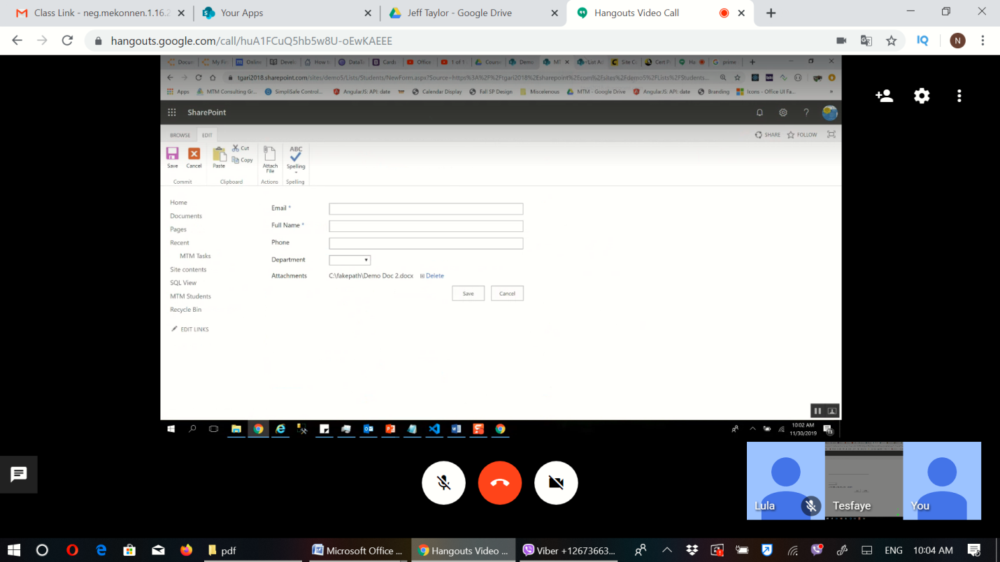 Class Link - neg.mekonnen.1.16.2
Your Apps
Jeff Taylor - Google Drive
Hangouts Video Call
hangouts.google.com/call/huA1FCuQ5hb5w8U-oEwKAEEE
IQ
N
Docum
My Fi
Online
Develo
How to
DataTa
Cards
Office
1 of 1
Cours
Demo
MT
List Ad
Site C
Cert P
Ha
prime
tgari2018.sharepoint.com/sites/demo5/Lists/Students/NewForm.aspx?Source=https%3A%2F%2Ftgari2018%2Esharepoint%2Ecom%2Fsites%2Fdemo5%2FLists%2FStudents...
Apps
MTM Consulting Gr...
SimpliSafe Control...
AngularJS: API: date
Calendar Display
Fall SP Design
Miscelenous
MTM - Google Drive
AngularJS: API: date
Branding
Icons - Office UI Fa...
SharePoint
BROWSE
EDIT
SHARE
FOLLOW
Save
Cancel
Paste
Cut
Copy
Attach File
ABC
Spelling
Commit
Clipboard
Actions
Spelling
Home
Documents
Pages
Recent
MTM Tasks
Site contents
SQL View
MTM Students
Recycle Bin
EDIT LINKS
Email *
Full Name *
Phone
Department
Attachments C:\fakepath\Demo Doc 2.docx Delete
Save
Cancel
10:02 AM
11/30/2019
Lula
Tesfaye
You
pdf
Microsoft Office ...
Hangouts Video ...
Viber +12673663...
ENG
10:04 AM